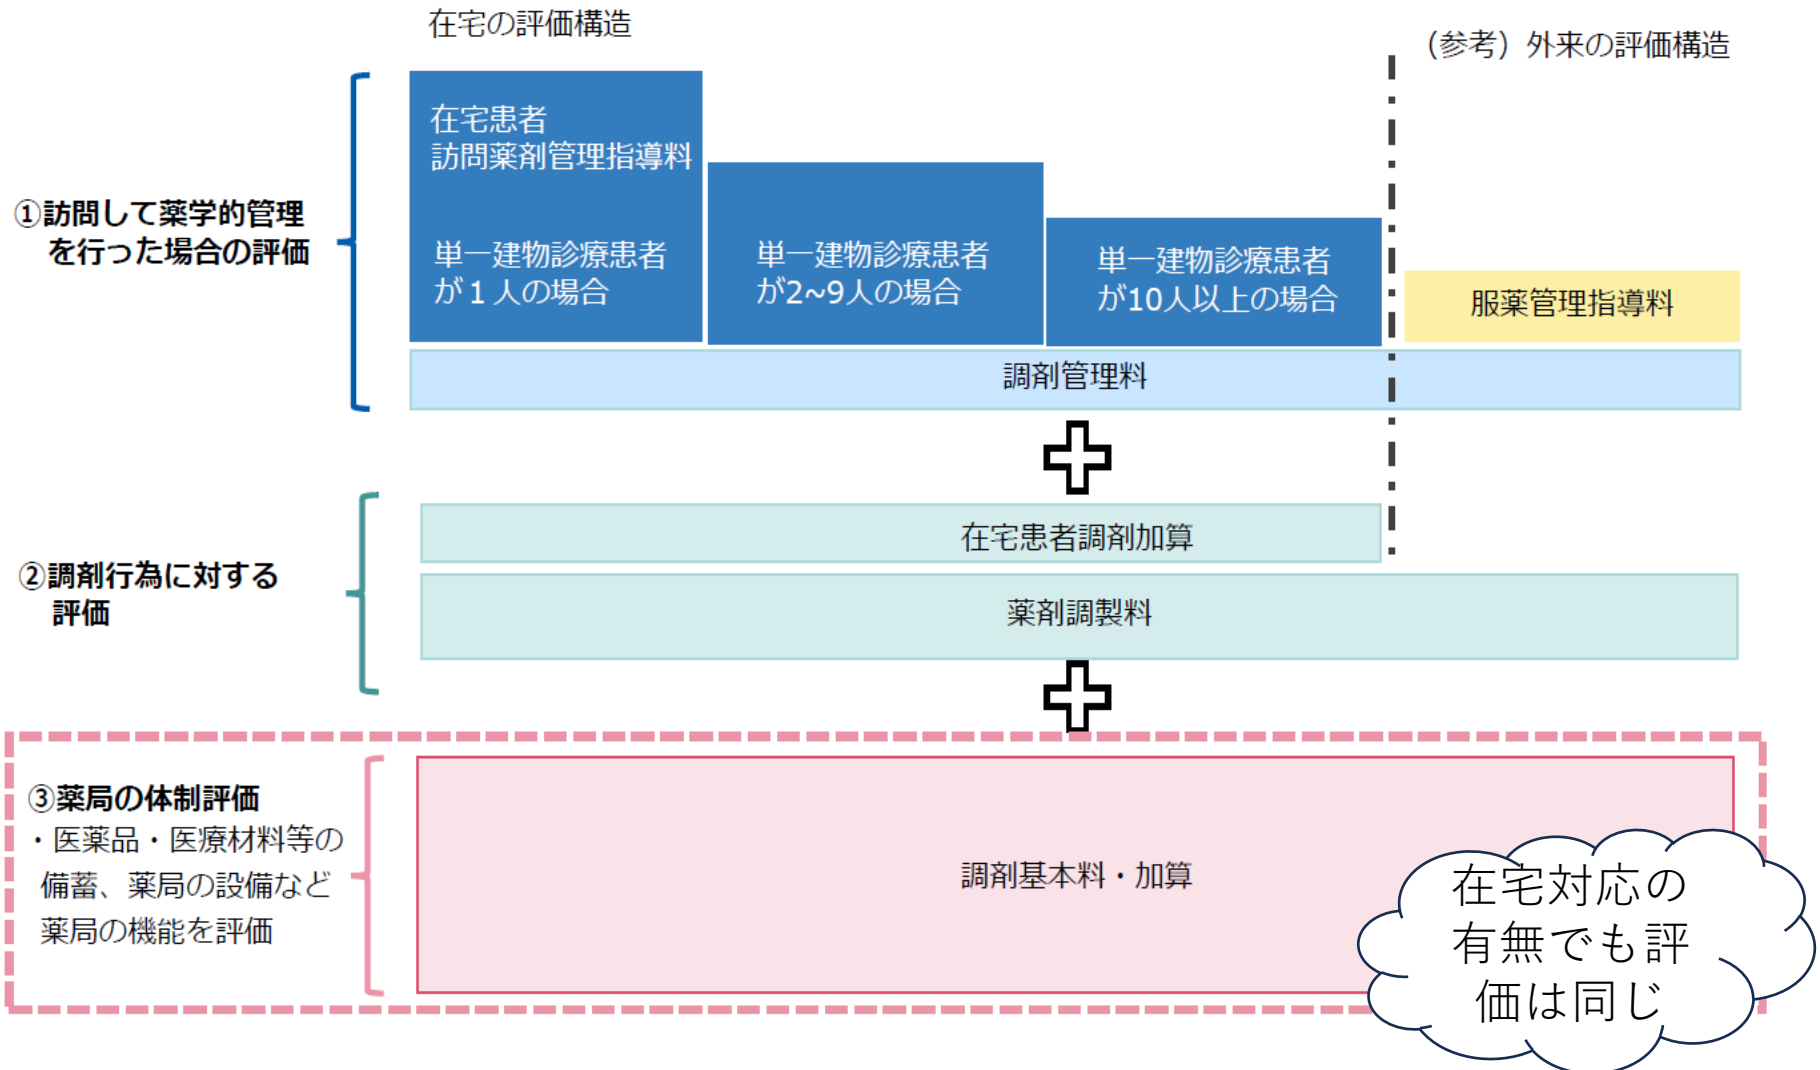 在宅の評価構造
（参考）外来の評価構造
①訪問して薬学的管理
を行った場合の評価
在宅患者
訪問薬剤管理指導料
単一建物診療患者
が１人の場合
単一建物診療患者
が2~9人の場合
単一建物診療患者
が10人以上の場合
服薬管理指導料
調剤管理料
②調剤行為に対する
評価
在宅患者調剤加算
薬剤調製料
③薬局の体制評価
・医薬品・医療材料等の
備蓄、薬局の設備など
薬局の機能を評価
調剤基本料・加算
在宅対応の
有無でも評
価は同じ